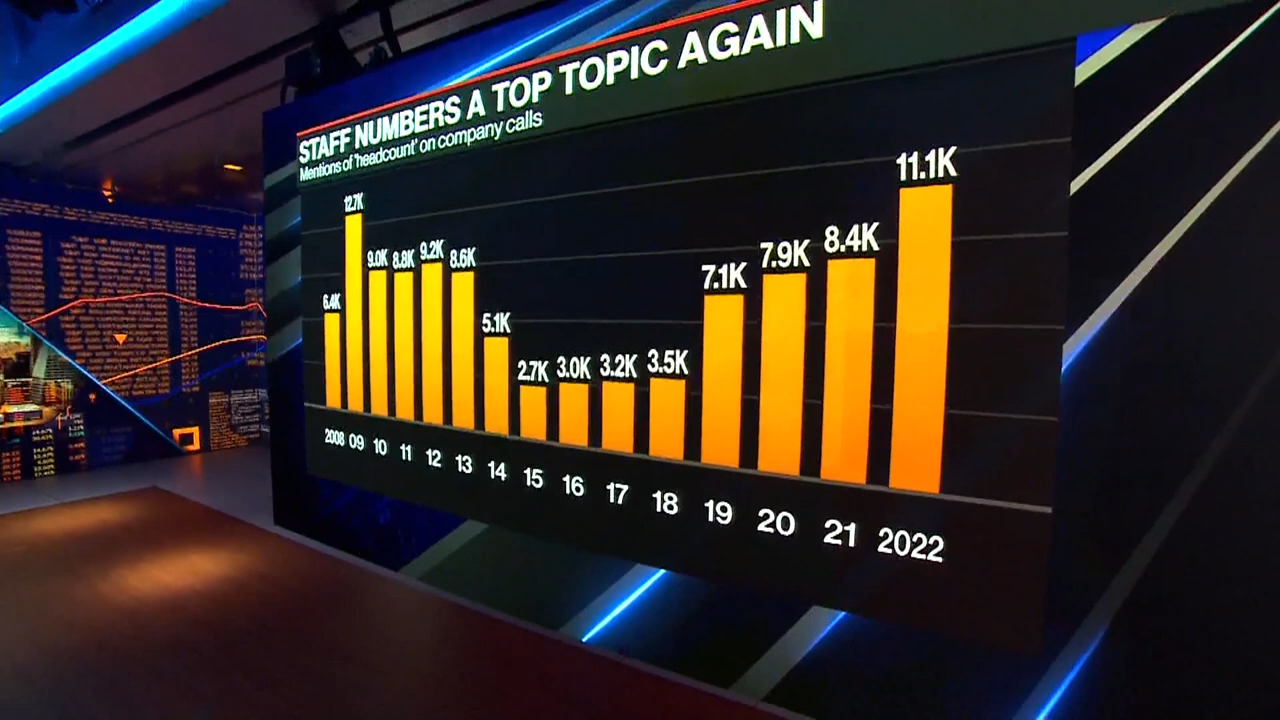 STAFF NUMBERS A TOP TOPIC AGAIN
Mentions of 'headcount' on company calls
6.4K 12.7K 9.0K 8.8K 9.2K 8.6K 5.1K 2.7K 3.0K 3.2K 3.5K 7.1K 7.9K 8.4K 11.1K
2008 09 10 11 12 13 14 15 16 17 18 19 20 21 2022